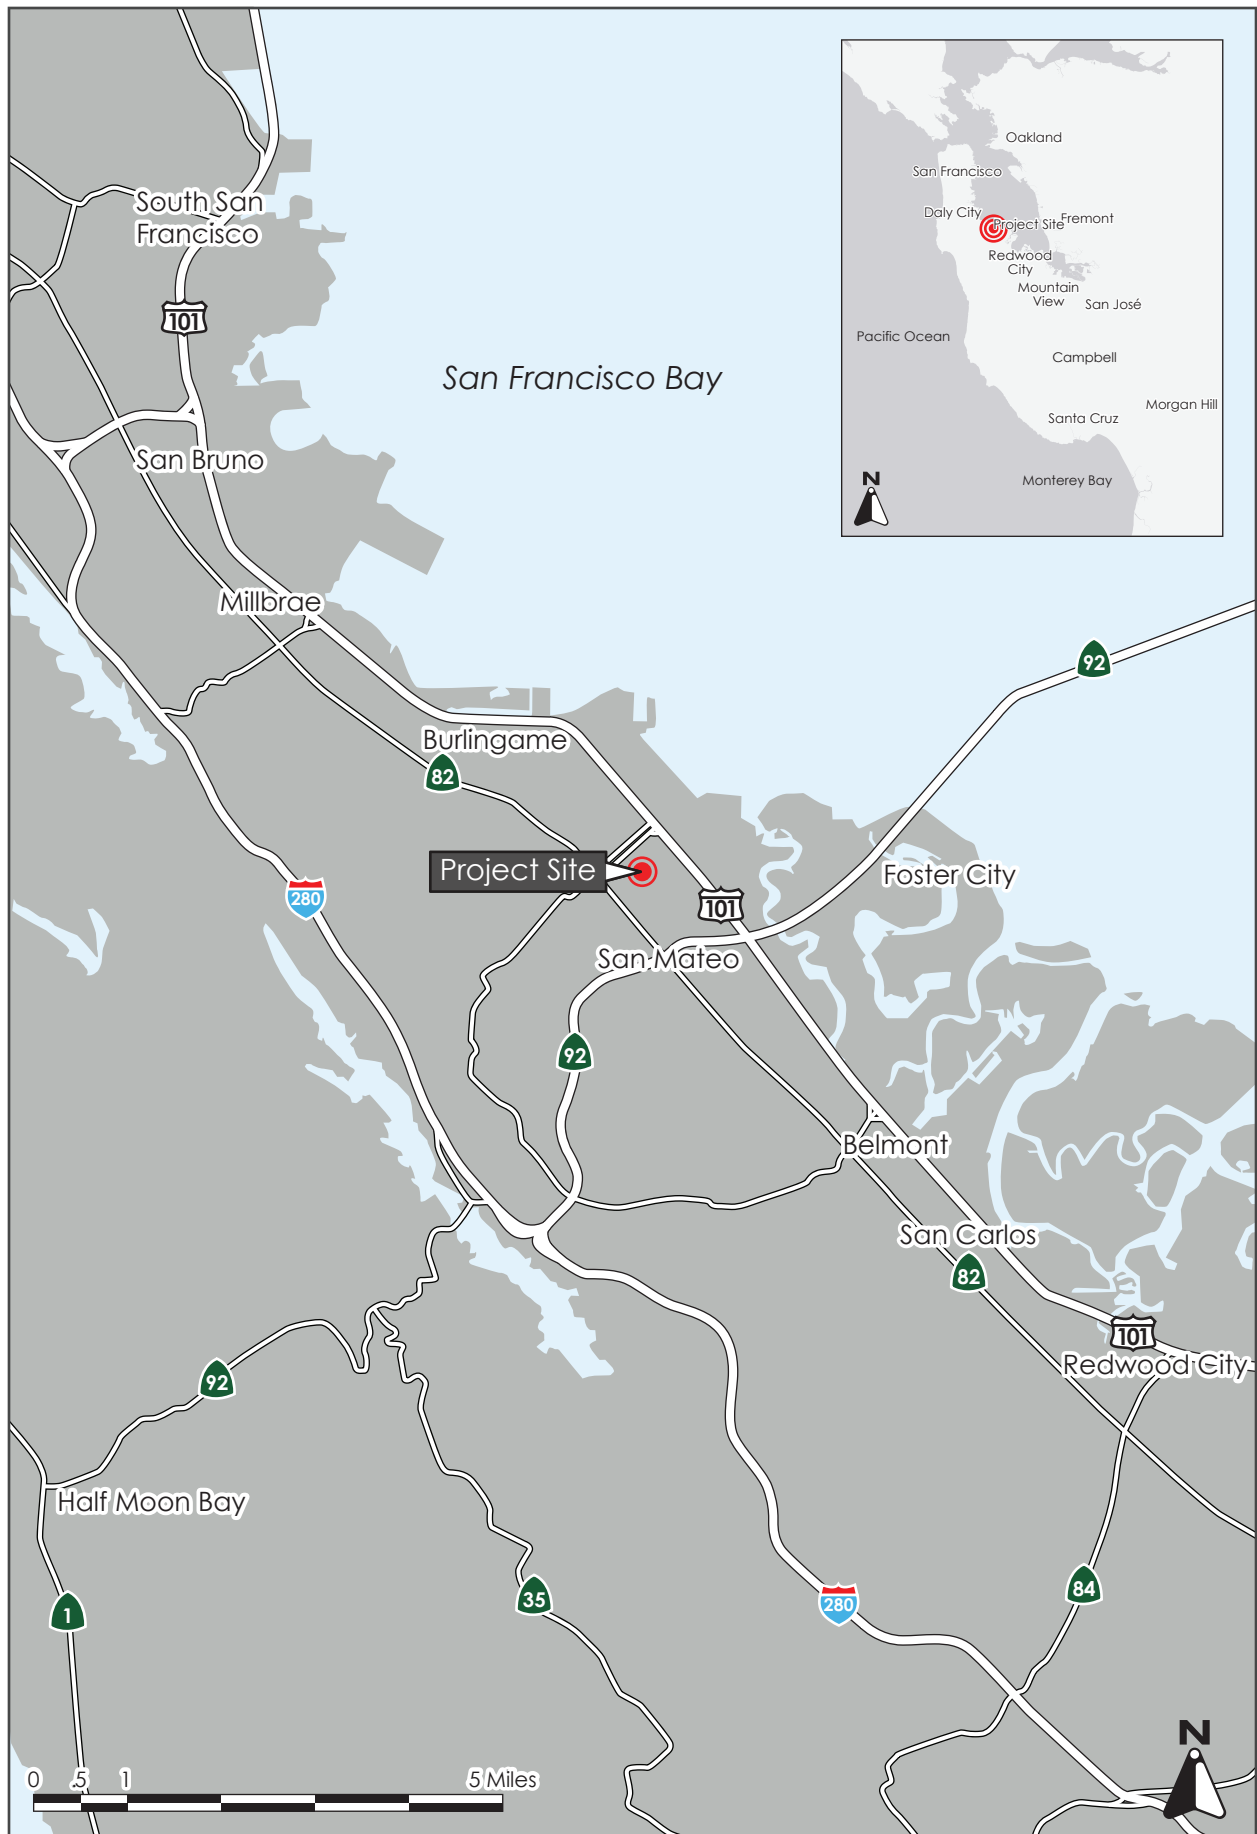 Oakland
San Francisco
Daly City
Project Site
Fremont
Redwood
City
Mountain
View
San José
Pacific Ocean
Campbell
Morgan Hill
Santa Cruz
Monterey Bay
N
South San
Francisco
101
San Francisco Bay
San Bruno
Millbrae
92
Burlingame
82
Project Site
Foster City
280
101
San Mateo
92
Belmont
San Carlos
82
101
Redwood City
92
Half Moon Bay
35
280
84
1
N
0 .5 1 5 Miles